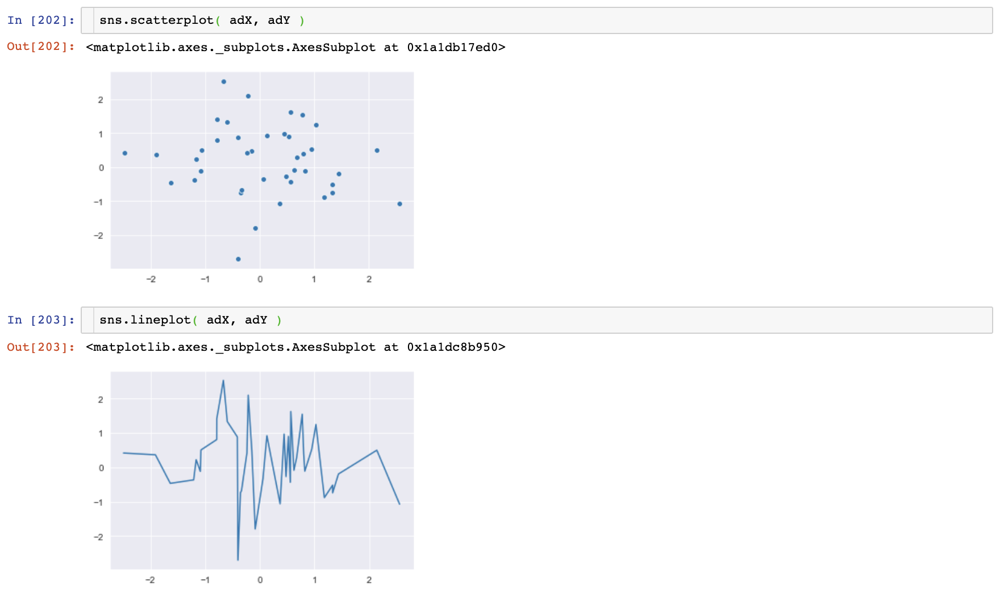 In [202]: sns.scatterplot( adX, adY )
Out[202]: <matplotlib.axes._subplots.AxesSubplot at 0x1a1db17ed0>
2
1
0
−1
−2
−2 −1 0 1 2
In [203]: sns.lineplot( adX, adY )
Out[203]: <matplotlib.axes._subplots.AxesSubplot at 0x1a1dc8b950>
2
1
0
−1
−2
−2 −1 0 1 2